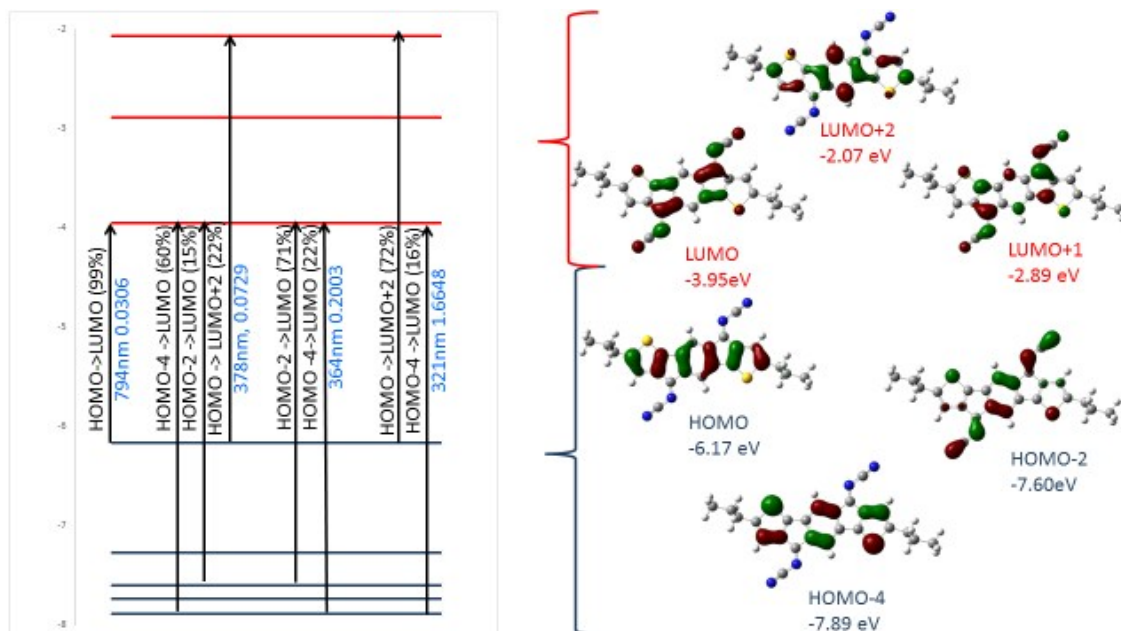 -2
-3
-4
-5
-6
-7
-8
HOMO->LUMO (99%)
794nm 0.0306
HOMO-4 ->LUMO (60%)
HOMO-2 ->LUMO (15%)
HOMO -> LUMO+2 (22%)
378nm, 0.0729
HOMO-2 ->LUMO (71%)
HOMO -4->LUMO (22%)
364nm 0.2003
HOMO ->LUMO+2 (72%)
HOMO-4 ->LUMO (16%)
321nm 1.6648
LUMO+2
-2.07 eV
LUMO
-3.95eV
LUMO+1
-2.89 eV
HOMO
-6.17 eV
HOMO-2
-7.60eV
HOMO-4
-7.89 eV